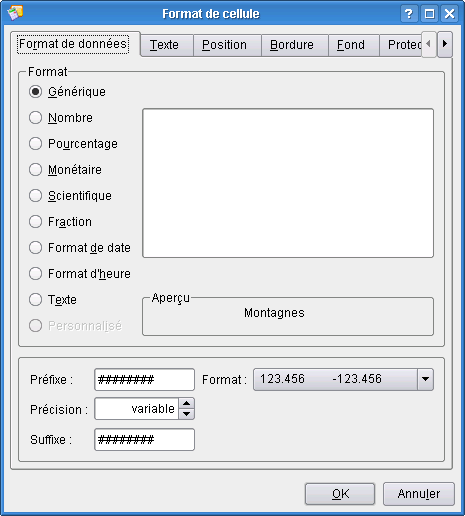 Format de cellule
Format de données Texte Position Bordure Fond Protec
Format
Générique
Nombre
Pourcentage
Monétaire
Scientifique
Fraction
Format de date
Format d'heure
Texte
Personnalisé
Aperçu
Montagnes
Préfixe : ######## Format : 123.456 -123.456
Précision : variable
Suffixe : ########
OK Annuler